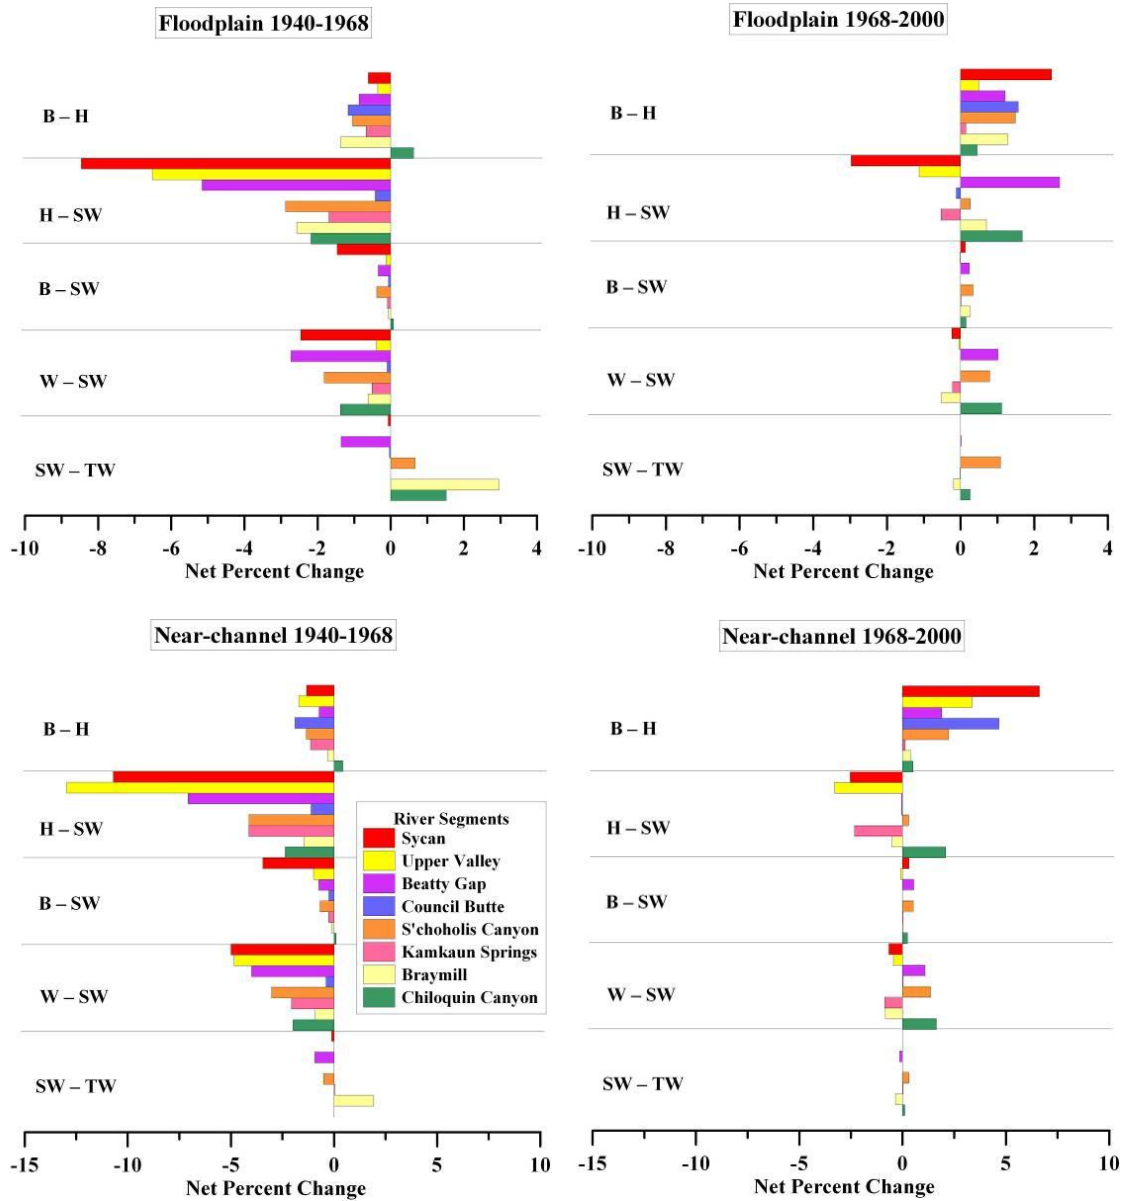 Floodplain 1940-1968
B – H
H – SW
B – SW
W – SW
SW – TW
-10 -8 -6 -4 -2 0 2 4
Net Percent Change
Floodplain 1968-2000
B – H
H – SW
B – SW
W – SW
SW – TW
-10 -8 -6 -4 -2 0 2 4
Net Percent Change
Near-channel 1940-1968
B – H
H – SW
B – SW
W – SW
SW – TW
River Segments
Sycan
Upper Valley
Beatty Gap
Council Butte
S'choholis Canyon
Kamkaun Springs
Braymill
Chiloquin Canyon
-15 -10 -5 0 5 10
Net Percent Change
Near-channel 1968-2000
B – H
H – SW
B – SW
W – SW
SW – TW
-15 -10 -5 0 5 10
Net Percent Change